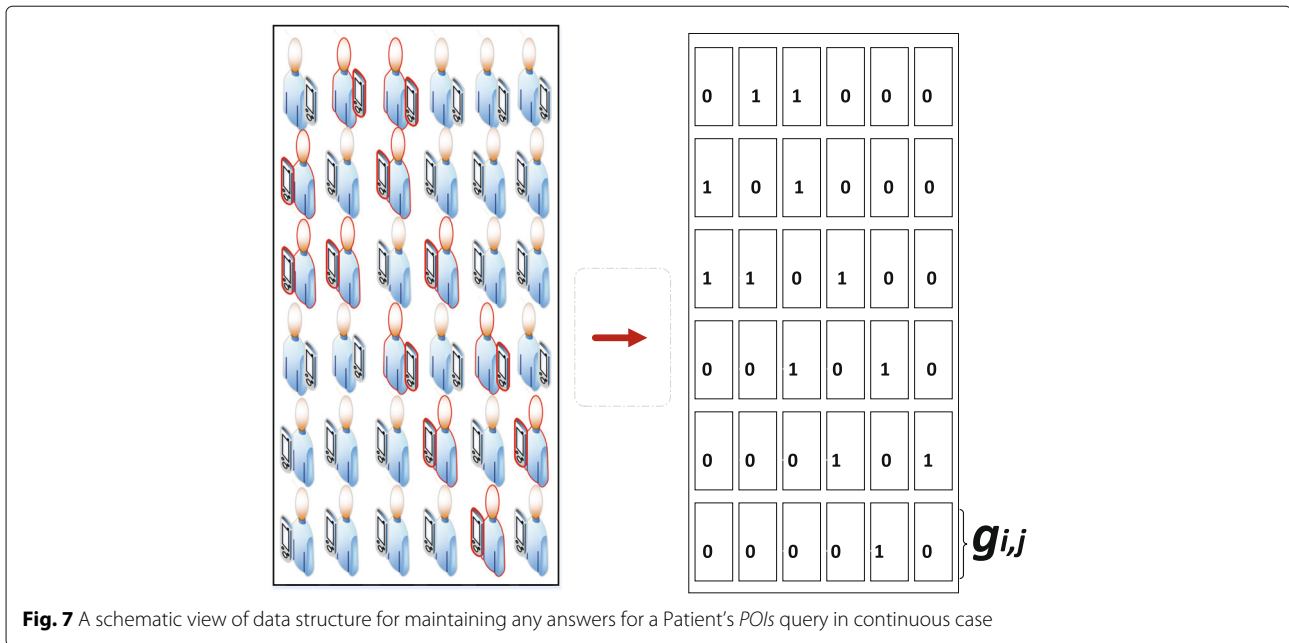 0 1 1 0 0 0
1 0 1 0 0 0
1 1 0 1 0 0
0 0 1 0 1 0
0 0 0 1 0 1
0 0 0 0 1 0
gi,j
Fig. 7 A schematic view of data structure for maintaining any answers for a Patient's POIs query in continuous case